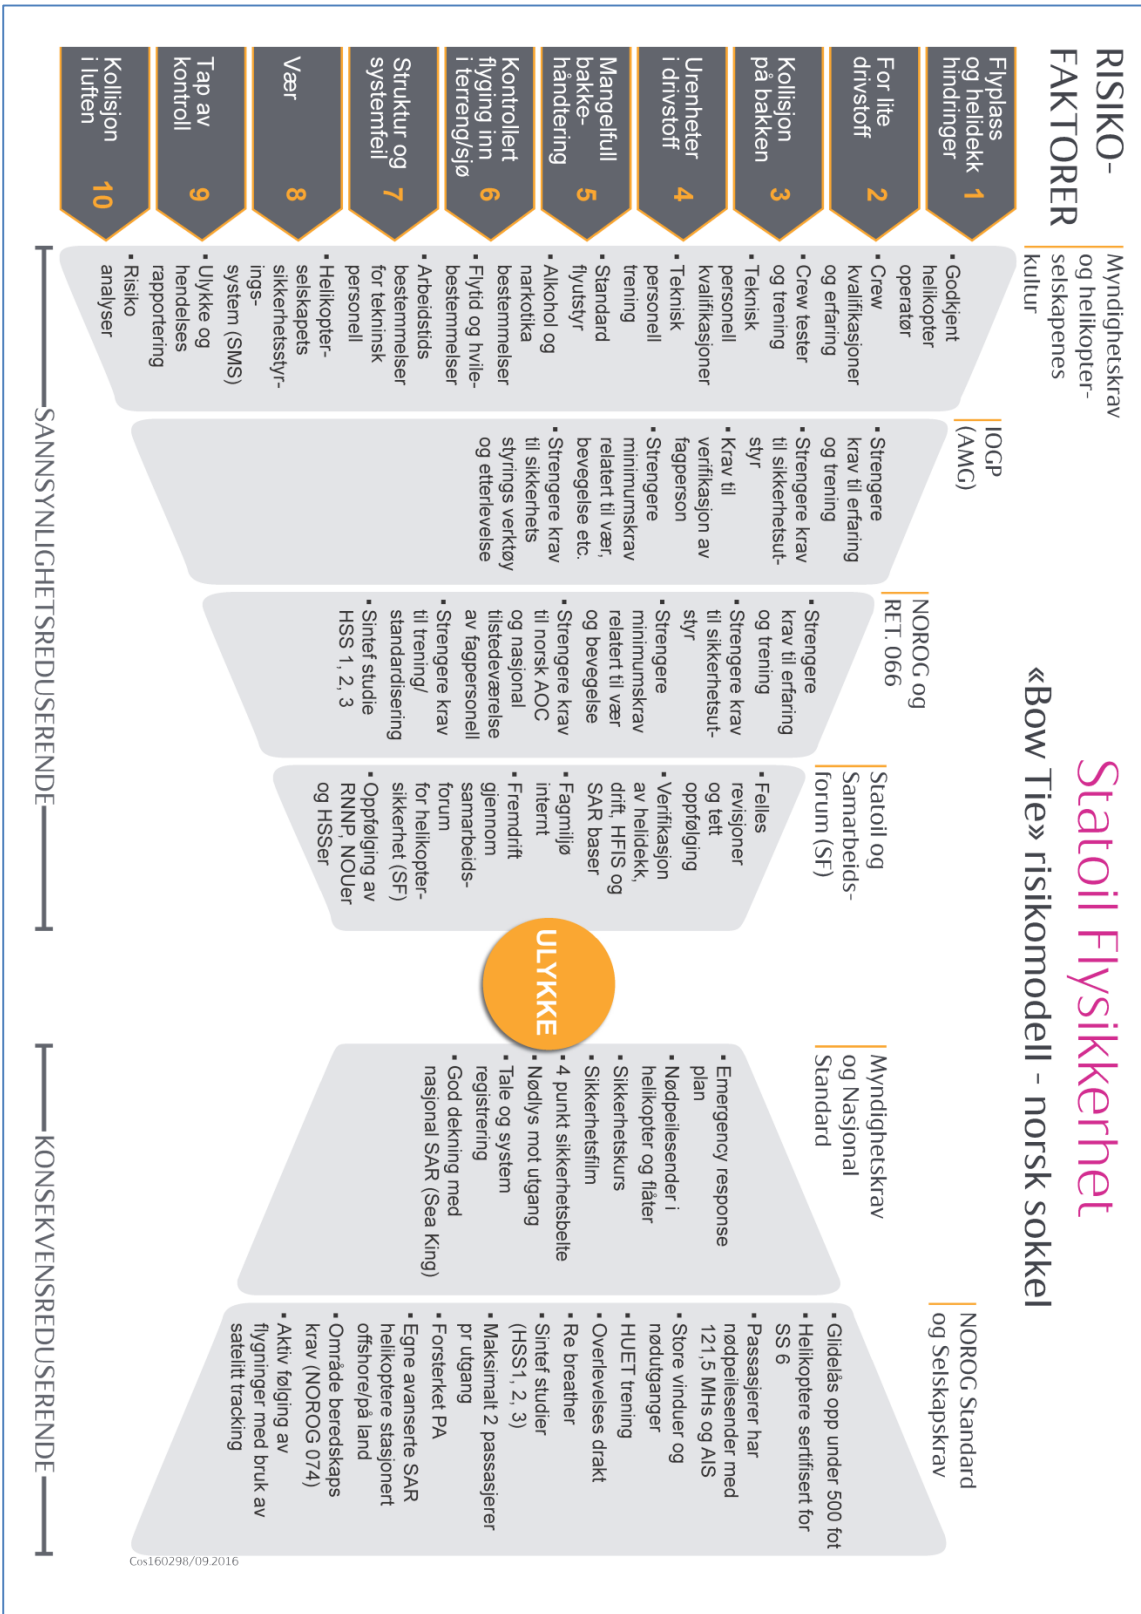 Statoil Flysikkerhet
«Bow Tie» risikomodell - norsk sokkel
RISIKO-
FAKTORER
Flyplass
og helidekk
hindringer
1
For lite
drivstoff
2
Kollisjon
på bakken
3
Urenheter
i drivstoff
4
Mangelfull
bakke-
håndtering
5
Kontrollert
flyging inn
i terreng/sjø
6
Struktur og
systemfeil
7
Vær
8
Tap av
kontroll
9
Kollisjon
i luften
10
Myndighetskrav
og helikopter-
selskapenes
kultur
▪ Godkjent
helikopter
operatør
▪ Crew
kvalifikasjoner
og erfaring
▪ Crew tester
og trening
▪ Teknisk
personell
kvalifikasjoner
▪ Teknisk
personell
trening
▪ Standard
flyutstyr
▪ Alkohol og
narkotika
bestemmelser
▪ Flytid og hvile-
bestemmelser
▪ Arbeidstids
bestemmelser
for tekninsk
personell
▪ Helikopter-
selskapets
sikkerhetsstyr-
ings-
system (SMS)
▪ Ulykke og
hendelses
rapportering
▪ Risiko
analyser
IOGP
(AMG)
▪ Strengere
krav til erfaring
og trening
▪ Strengere krav
til sikkerhetsut-
styr
▪ Krav til
verifikasjon av
fagperson
▪ Strengere
minimumskrav
relatert til vær,
bevegelse etc.
▪ Strengere krav
til sikkerhets
styrings verktøy
og etterlevelse
NOROG og
RET. 066
▪ Strengere
krav til erfaring
og trening
▪ Strengere krav
til sikkerhetsut-
styr
▪ Strengere
minimumskrav
relatert til vær
og bevegelse
▪ Strengere krav
til norsk AOC
og nasjonal
tilstedeværelse
av fagpersonell
▪ Strengere krav
til trening/
standardisering
▪ Sintef studie
HSS 1, 2, 3
Statoil og
Samarbeids-
forum (SF)
▪ Felles
revisjoner
og tett
oppfølging
▪ Verifikasjon
av helidekk,
drift, HFIS og
SAR baser
▪ Fagmiljø
internt
▪ Fremdrift
gjennom
samarbeids-
forum
for helikopter-
sikkerhet (SF)
▪ Oppfølging av
RNNP, NOUer
og HSSer
ULYKKE
Myndighetskrav
og Nasjonal
Standard
▪ Emergency response
plan
▪ Nødpeilesender i
helikopter og flåter
▪ Sikkerhetskurs
▪ Sikkerhetsfilm
▪ 4 punkt sikkerhetsbelte
▪ Nødlys mot utgang
▪ Tale og system
registrering
▪ God dekning med
nasjonal SAR (Sea King)
NOROG Standard
og Selskapskrav
▪ Glidelås opp under 500 fot
▪ Helikoptere sertifisert for
SS 6
▪ Passasjerer har
nødpeilesender med
121,5 MHs og AIS
▪ Store vinduer og
nødutganger
▪ HUET trening
▪ Overlevelses drakt
▪ Re breather
▪ Sintef studier
(HSS1, 2, 3)
▪ Maksimalt 2 passasjerer
pr utgang
▪ Forsterket PA
▪ Egne avanserte SAR
helikoptere stasjonert
offshore/på land
▪ Område beredskaps
krav (NOROG 074)
▪ Aktiv følging av
flygninger med bruk av
satelitt tracking
SANNSYNLIGHETSREDUSERENDE
KONSEKVENSREDUSERENDE
Cos160298/09.2016